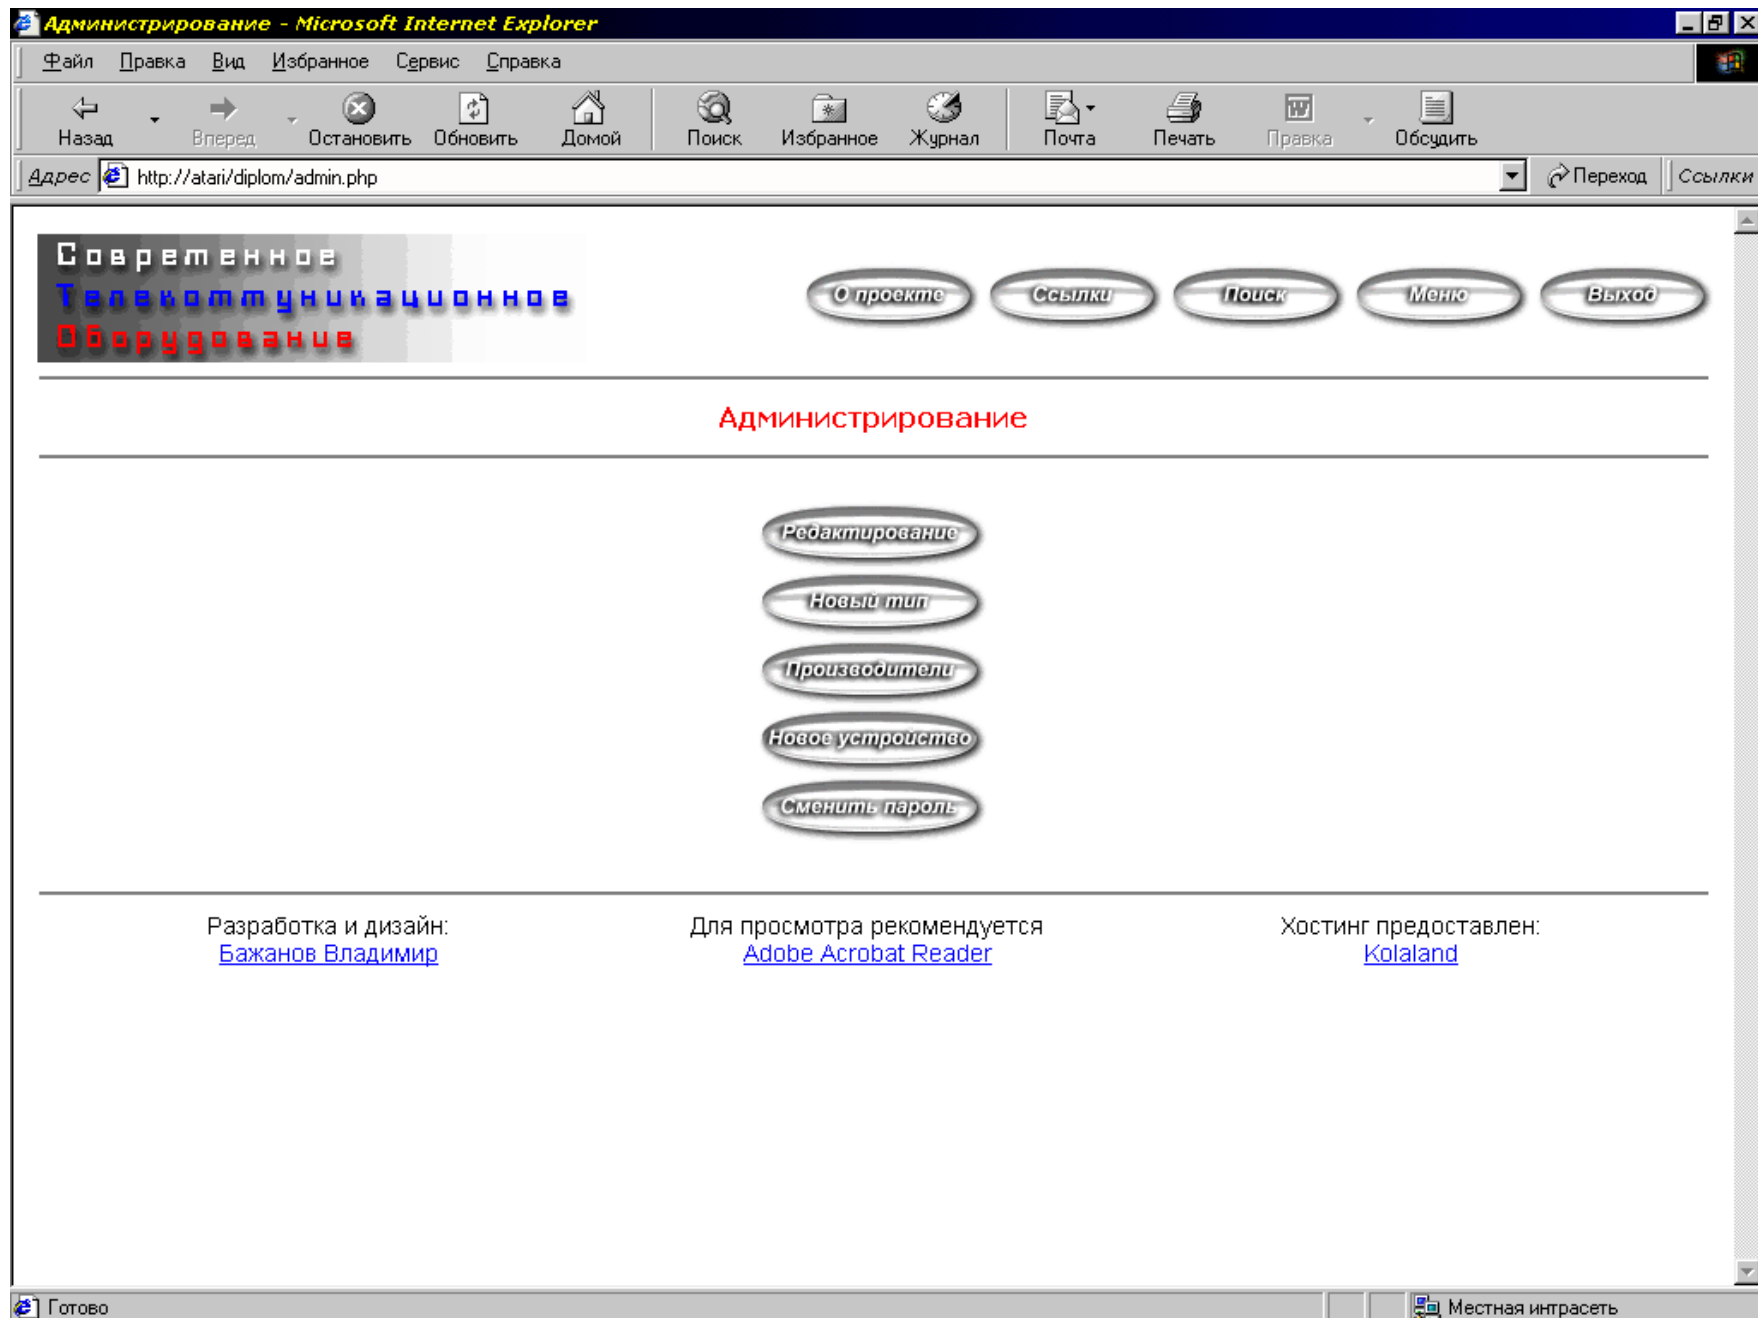 Администрирование - Microsoft Internet Explorer
Файл Правка Вид Избранное Сервис Справка
Назад Вперед Остановить Обновить Домой Поиск Избранное Журнал Почта Печать Правка Обсудить
Адрес http://atari/diplom/admin.php Переход Ссылки
Современное
Телекоммуникационное
Оборудование
О проекте Ссылки Поиск Меню Выход
Администрирование
Редактирование
Новый тип
Производители
Новое устройство
Сменить пароль
Разработка и дизайн: Для просмотра рекомендуется Хостинг предоставлен:
Бажанов Владимир Adobe Acrobat Reader Kolaland
Готово Местная интрасеть